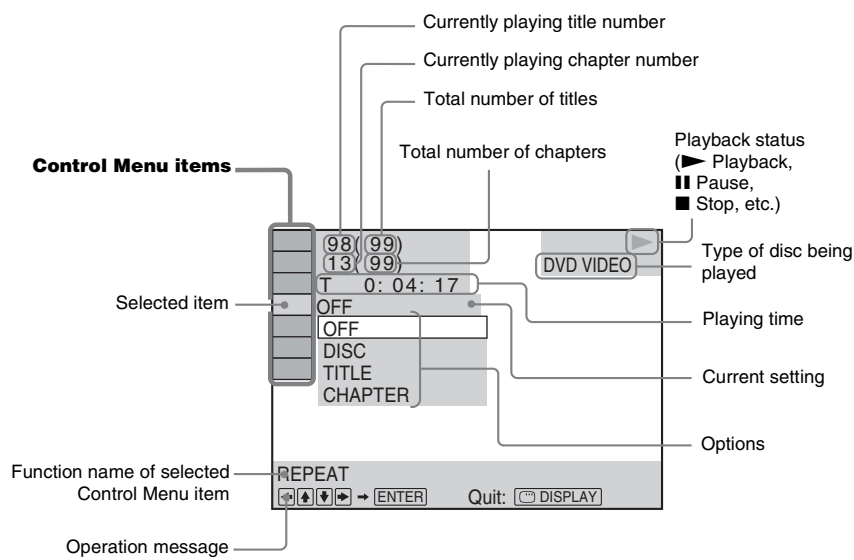 Currently playing title number
Currently playing chapter number
Total number of titles
Total number of chapters
Playback status
(► Playback,
❚❚ Pause,
■ Stop, etc.)
Control Menu items
98( 99)
13( 99)
DVD VIDEO
Type of disc being
played
T 0: 04: 17
Selected item
OFF
Playing time
OFF
DISC
TITLE
CHAPTER
Current setting
Options
Function name of selected
Control Menu item
REPEAT
ENTER Quit: DISPLAY
Operation message